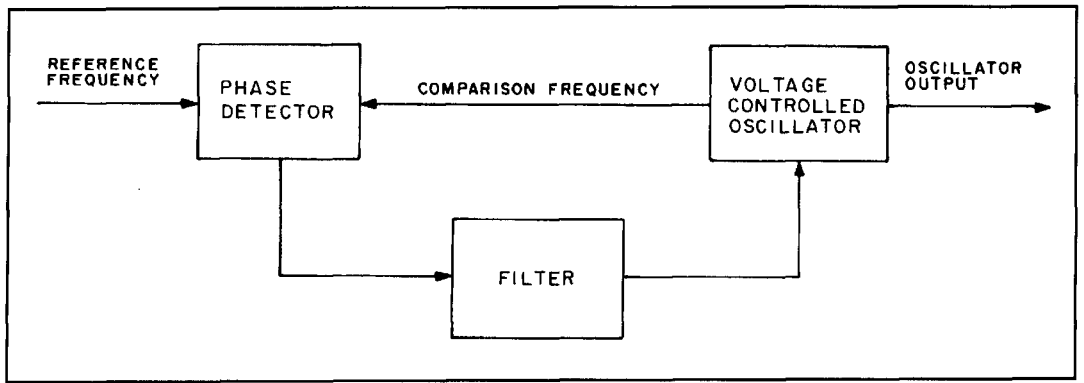 REFERENCE
FREQUENCY
PHASE
DETECTOR
COMPARISON FREQUENCY
VOLTAGE
CONTROLLED
OSCILLATOR
OSCILLATOR
OUTPUT
FILTER